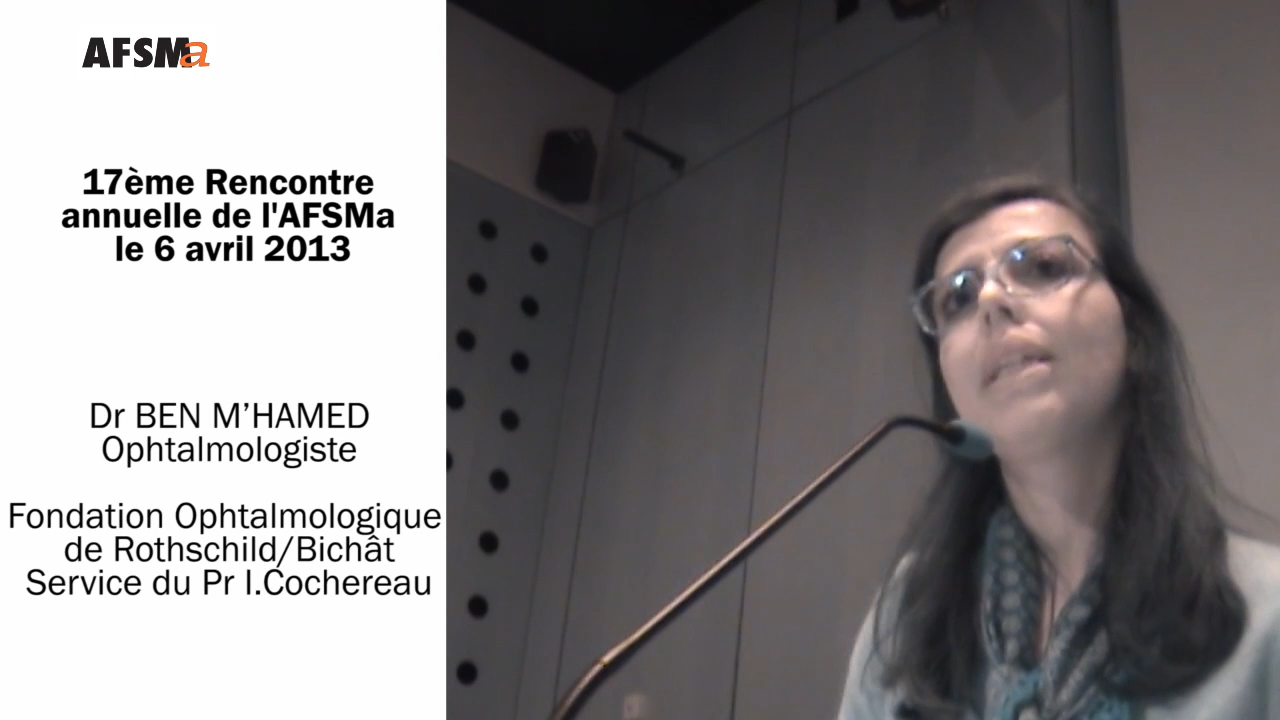 AFSMa
17ème Rencontre
annuelle de l'AFSMa
le 6 avril 2013
Dr BEN M’HAMED
Ophtalmologiste
Fondation Ophtalmologique
de Rothschild/Bichât
Service du Pr I.Cochereau